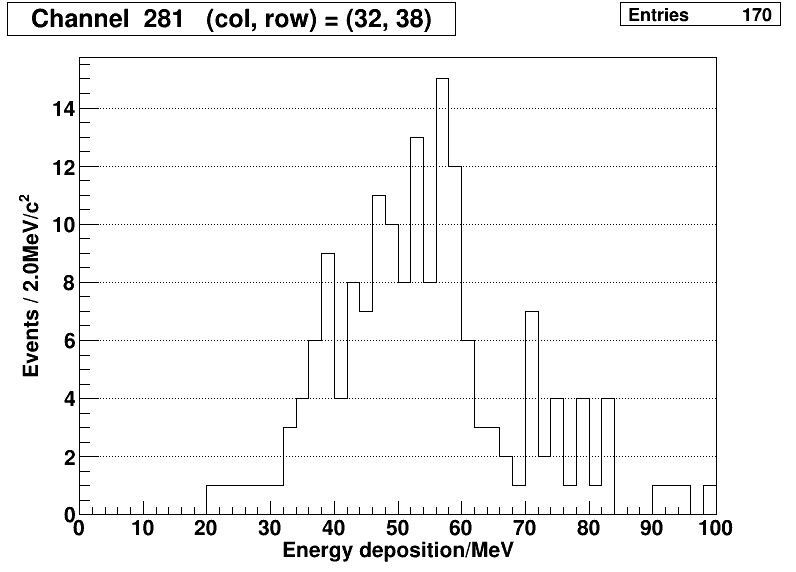 Channel 281 (col, row) = (32, 38)
Entries 170
Events / 2.0MeV/c²
14
12
10
8
6
4
2
0
0 10 20 30 40 50 60 70 80 90 100
Energy deposition/MeV